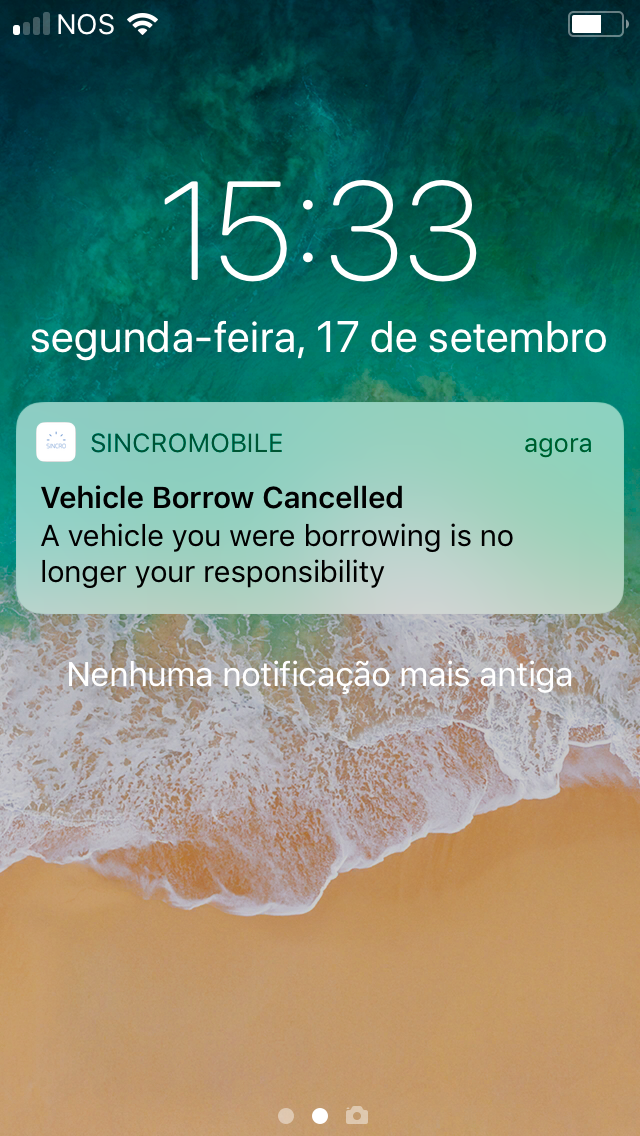 NOS
15:33
segunda-feira, 17 de setembro
SINCRO SINCROMOBILE agora
Vehicle Borrow Cancelled
A vehicle you were borrowing is no
longer your responsibility
Nenhuma notificação mais antiga